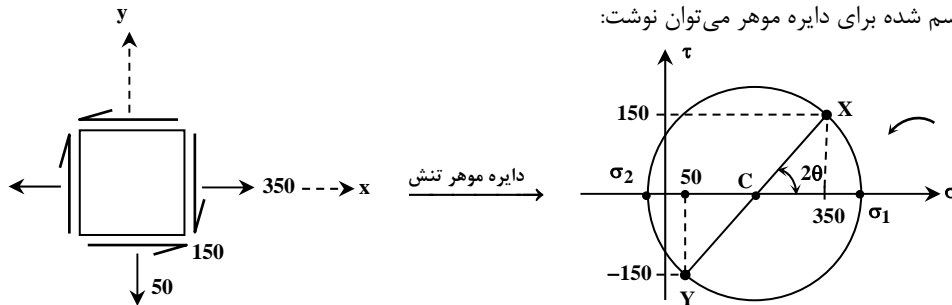 سم شده برای دایره موهر می‌توان نوشت:
y
350
x
150
50
دایره موهر تنش
τ
150
X
σ2
50
C
2θ
σ
350
σ1
−150
Y